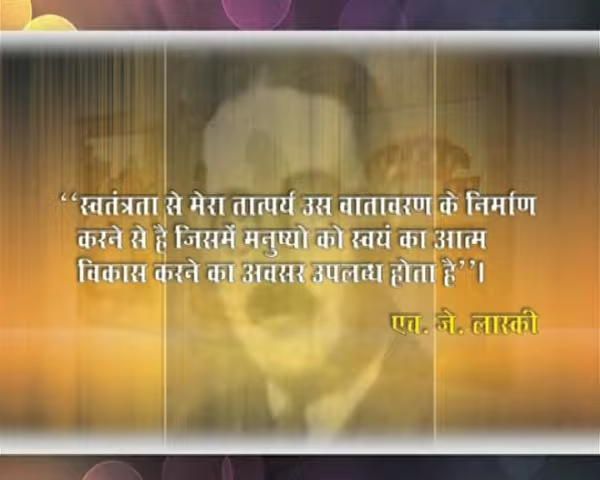 “स्वतंत्रता से मेरा तात्पर्य उस वातावरण के निर्माण
करने से है जिसमें मनुष्यो को स्वयं का आत्म
विकास करने का अवसर उपलब्ध होता है”।
एच. जे. लास्की